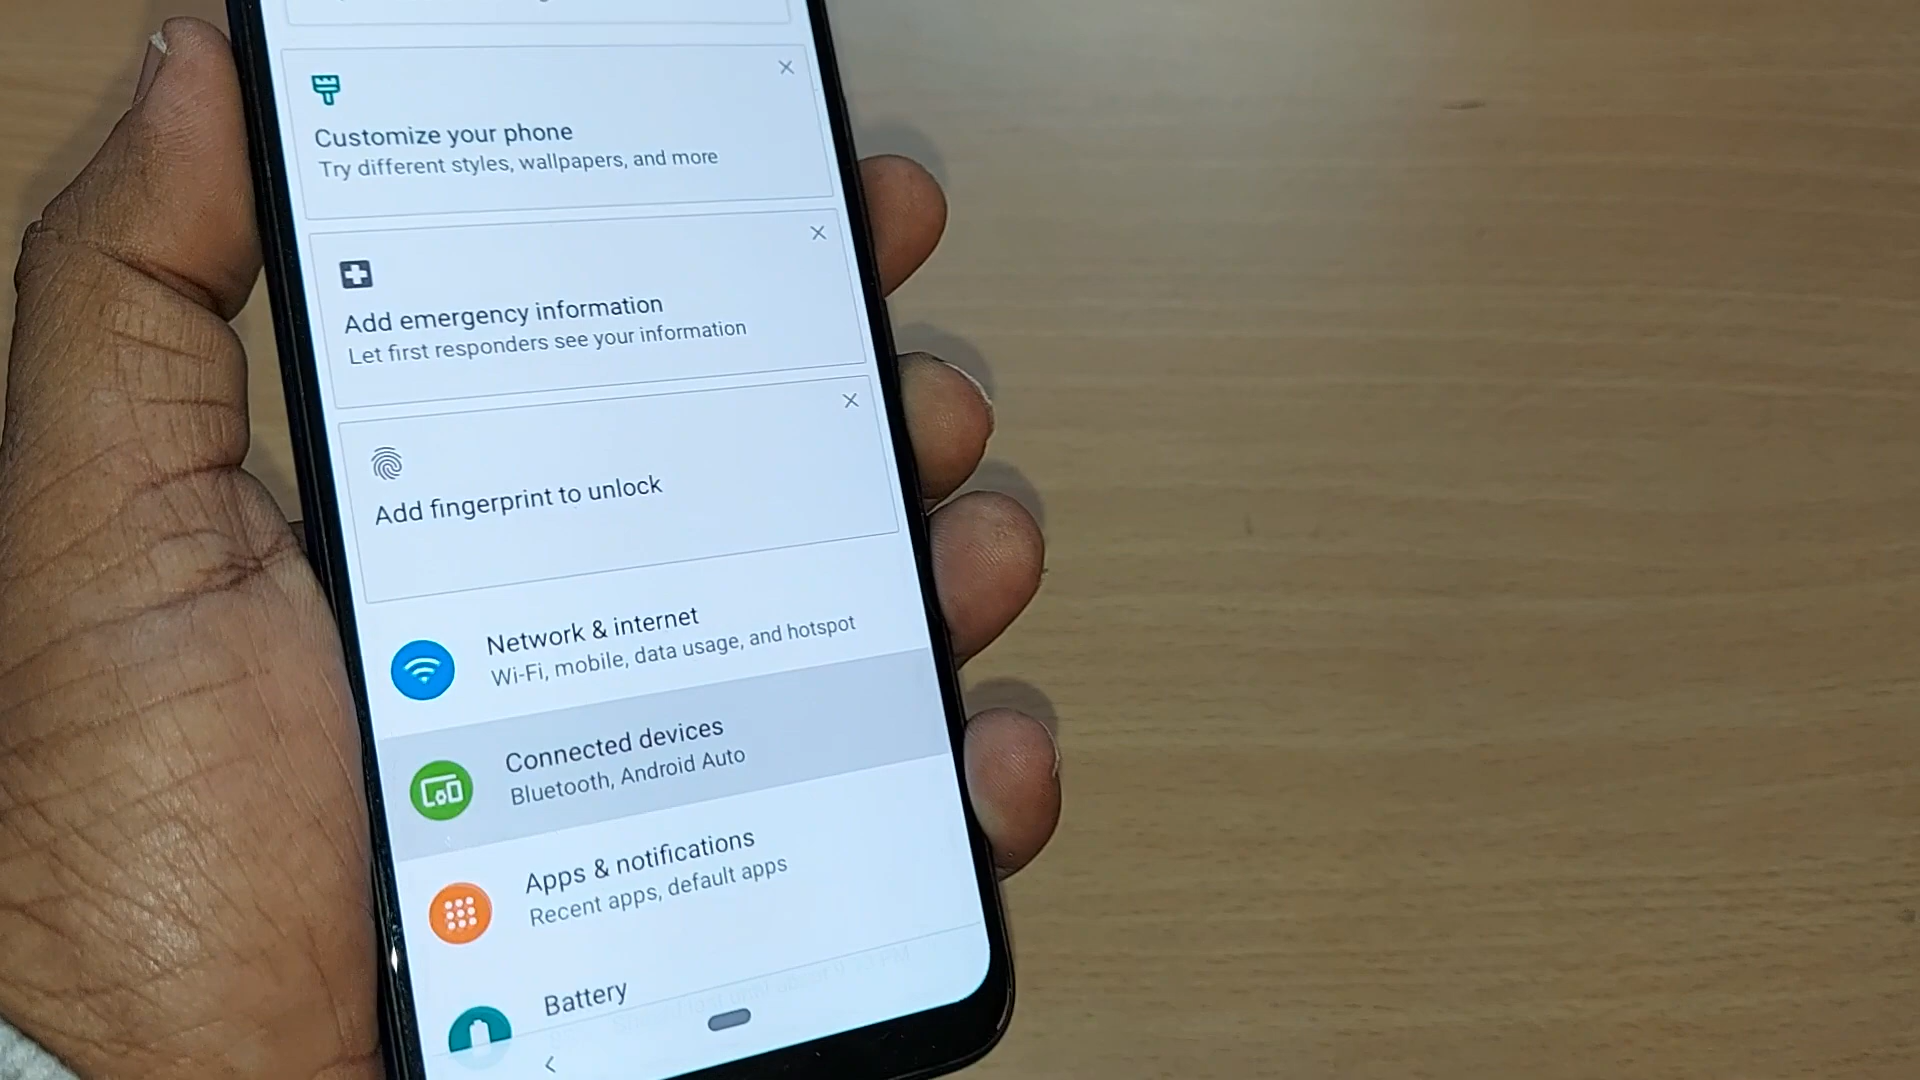 Customize your phone
Try different styles, wallpapers, and more
Add emergency information
Let first responders see your information
Add fingerprint to unlock
Network & internet
Wi-Fi, mobile, data usage, and hotspot
Connected devices
Bluetooth, Android Auto
Apps & notifications
Recent apps, default apps
Battery